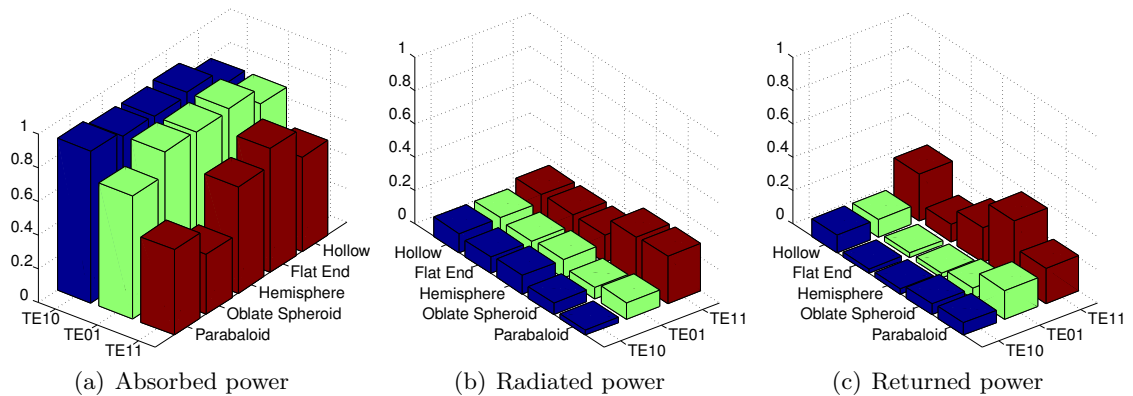 1
0.8
0.6
0.4
0.2
0
TE10
TE01
TE11
Hollow
Flat End
Hemisphere
Oblate Spheroid
Parabaloid
(a) Absorbed power
1
0.8
0.6
0.4
0.2
0
Hollow
Flat End
Hemisphere
Oblate Spheroid
Parabaloid
TE11
TE01
TE10
(b) Radiated power
1
0.8
0.6
0.4
0.2
0
Hollow
Flat End
Hemisphere
Oblate Spheroid
Parabaloid
TE11
TE01
TE10
(c) Returned power